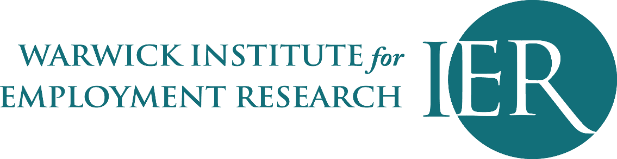 WARWICK INSTITUTE for
EMPLOYMENT RESEARCH
IER